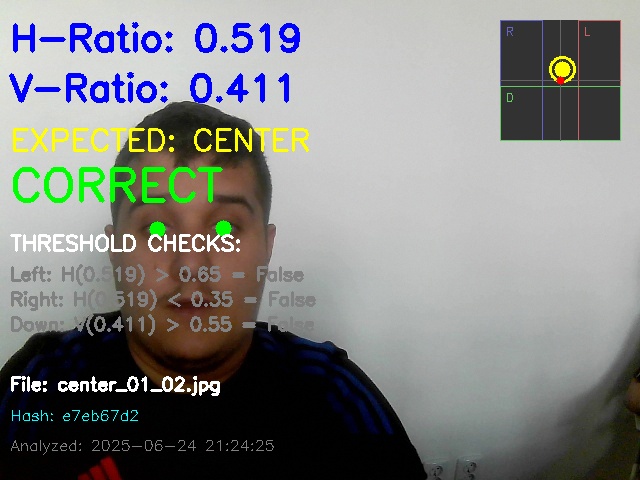 H-Ratio: 0.519
V-Ratio: 0.411
EXPECTED: CENTER
CORRECT
THRESHOLD CHECKS:
Left: H(0.519) > 0.65 = False
Right: H(0.519) < 0.35 = False
Down: V(0.411) > 0.55 = False
File: center_01_02.jpg
Hash: e7eb67d2
Analyzed: 2025-06-24 21:24:25
R
L
D